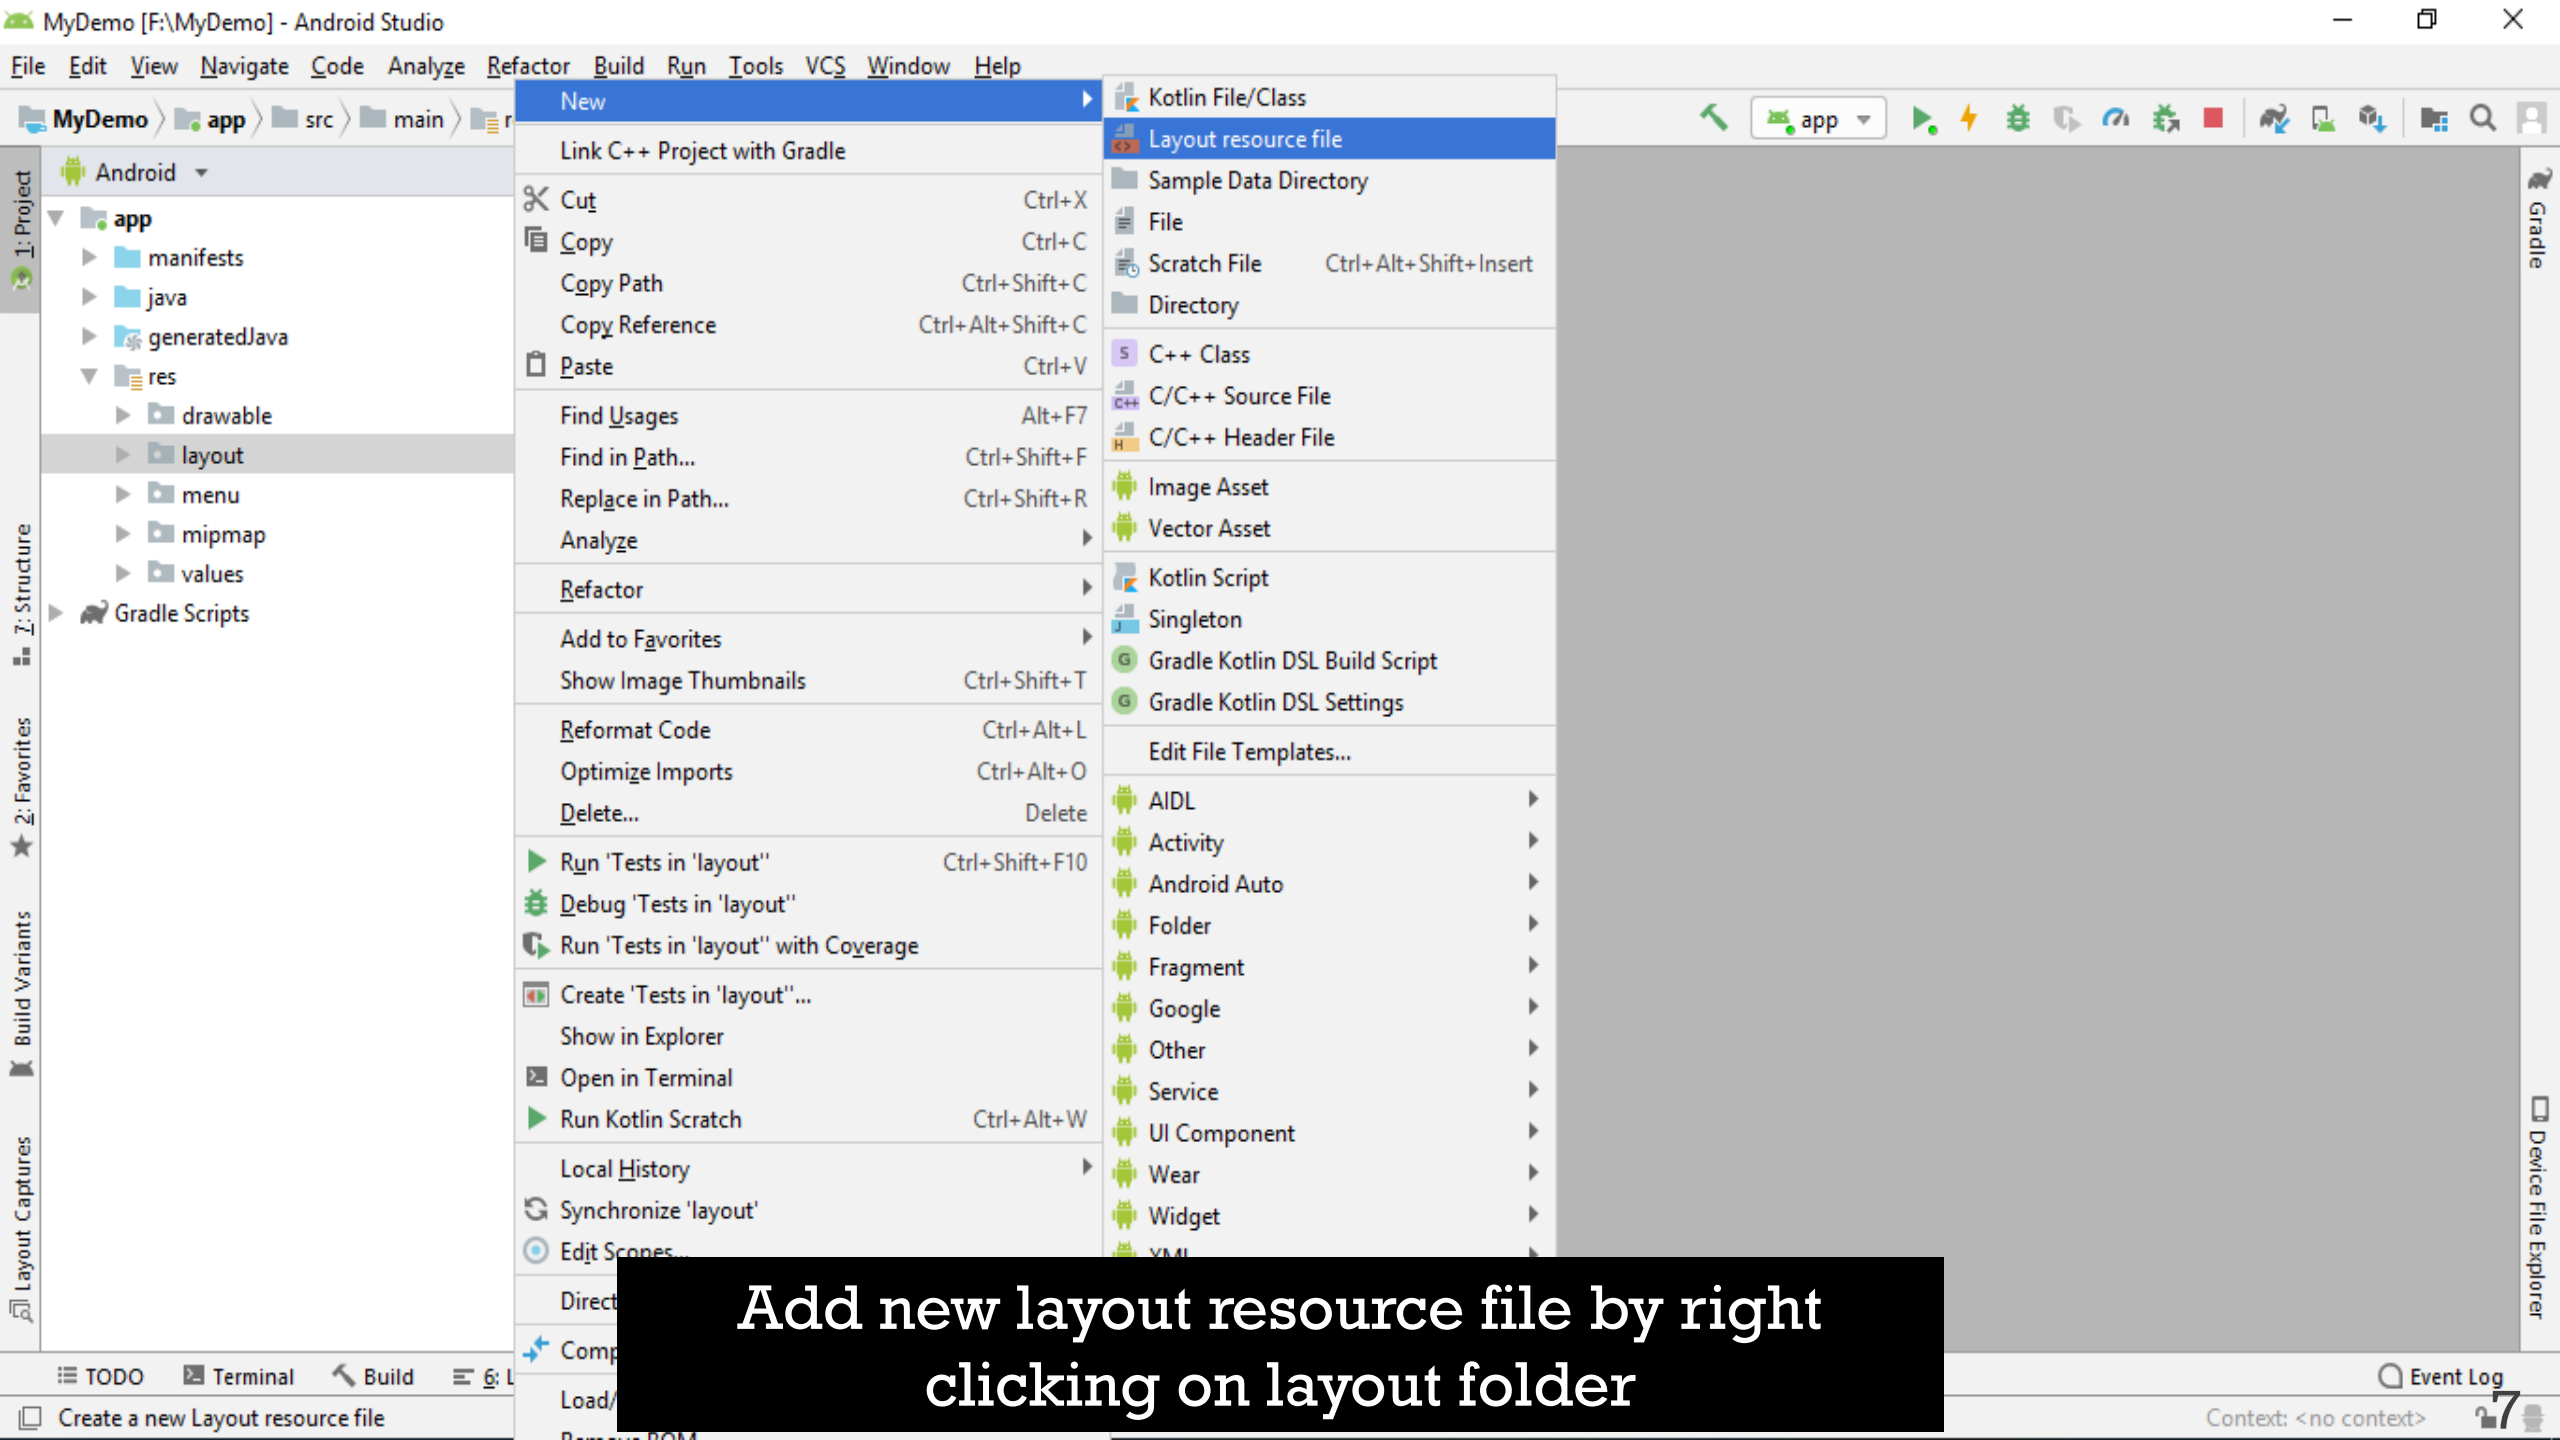 MyDemo [F:\MyDemo] - Android Studio
File Edit View Navigate Code Analyze Refactor Build Run Tools VCS Window Help
MyDemo app src main
app
1: Project
7: Structure
2: Favorites
Build Variants
Layout Captures
Android
app
manifests
java
generatedJava
res
drawable
layout
menu
mipmap
values
Gradle Scripts
New
Link C++ Project with Gradle
Cut Ctrl+X
Copy Ctrl+C
Copy Path Ctrl+Shift+C
Copy Reference Ctrl+Alt+Shift+C
Paste Ctrl+V
Find Usages Alt+F7
Find in Path... Ctrl+Shift+F
Replace in Path... Ctrl+Shift+R
Analyze
Refactor
Add to Favorites
Show Image Thumbnails Ctrl+Shift+T
Reformat Code Ctrl+Alt+L
Optimize Imports Ctrl+Alt+O
Delete... Delete
Run 'Tests in 'layout'' Ctrl+Shift+F10
Debug 'Tests in 'layout''
Run 'Tests in 'layout'' with Coverage
Create 'Tests in 'layout''...
Show in Explorer
Open in Terminal
Run Kotlin Scratch Ctrl+Alt+W
Local History
Synchronize 'layout'
Edit Scopes...
Kotlin File/Class
Layout resource file
Sample Data Directory
File
Scratch File Ctrl+Alt+Shift+Insert
Directory
C++ Class
C/C++ Source File
C/C++ Header File
Image Asset
Vector Asset
Kotlin Script
Singleton
Gradle Kotlin DSL Build Script
Gradle Kotlin DSL Settings
Edit File Templates...
AIDL
Activity
Android Auto
Folder
Fragment
Google
Other
Service
UI Component
Wear
Widget
XML
Gradle
Device File Explorer
Add new layout resource file by right
clicking on layout folder
TODO Terminal Build 6: L
Event Log
Create a new Layout resource file
Context: <no context>
7